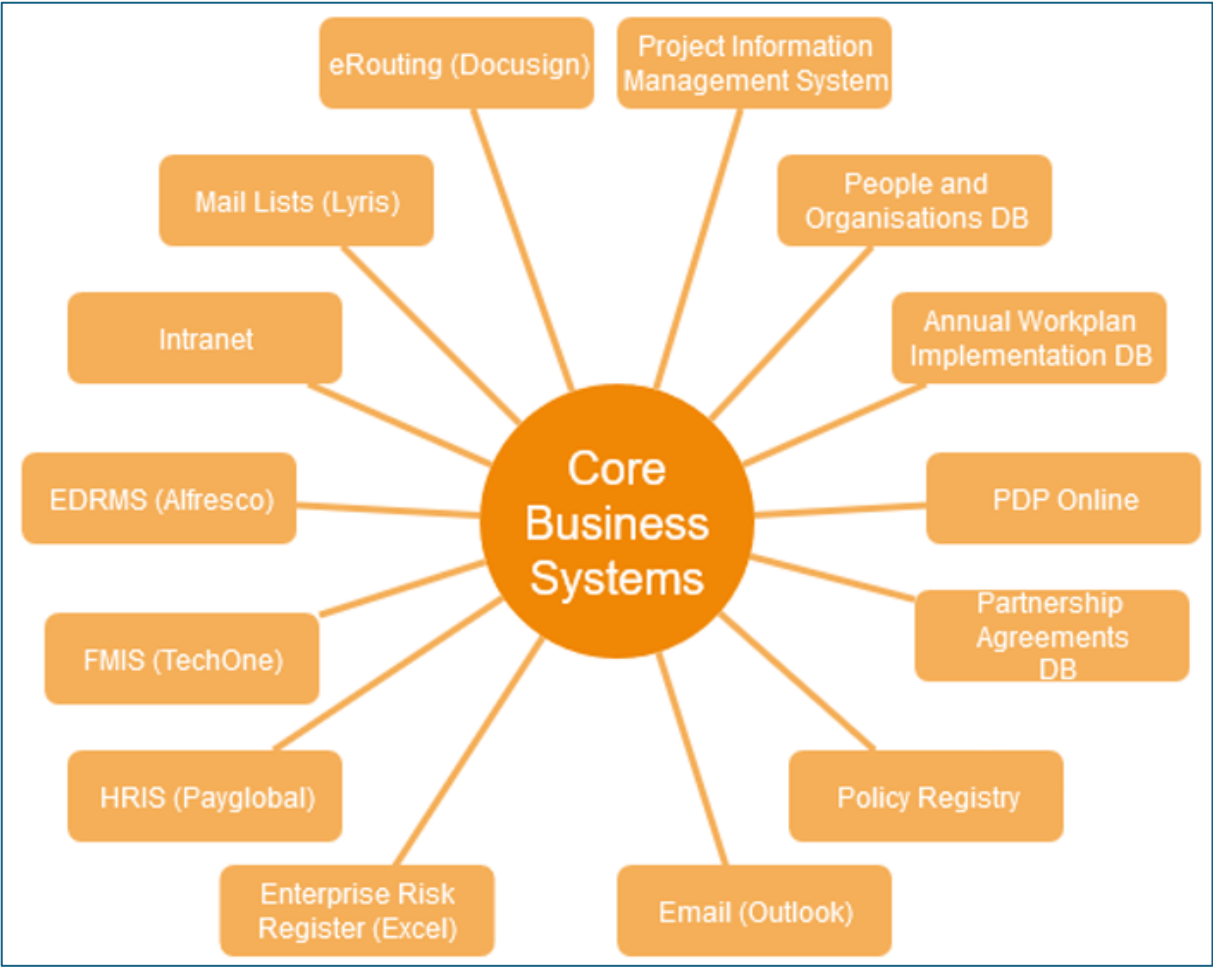 eRouting (Docusign)
Project Information
Management System
Mail Lists (Lyris)
People and
Organisations DB
Intranet
Annual Workplan
Implementation DB
Core
Business
Systems
EDRMS (Alfresco)
PDP Online
FMIS (TechOne)
Partnership
Agreements
DB
HRIS (Payglobal)
Policy Registry
Enterprise Risk
Register (Excel)
Email (Outlook)